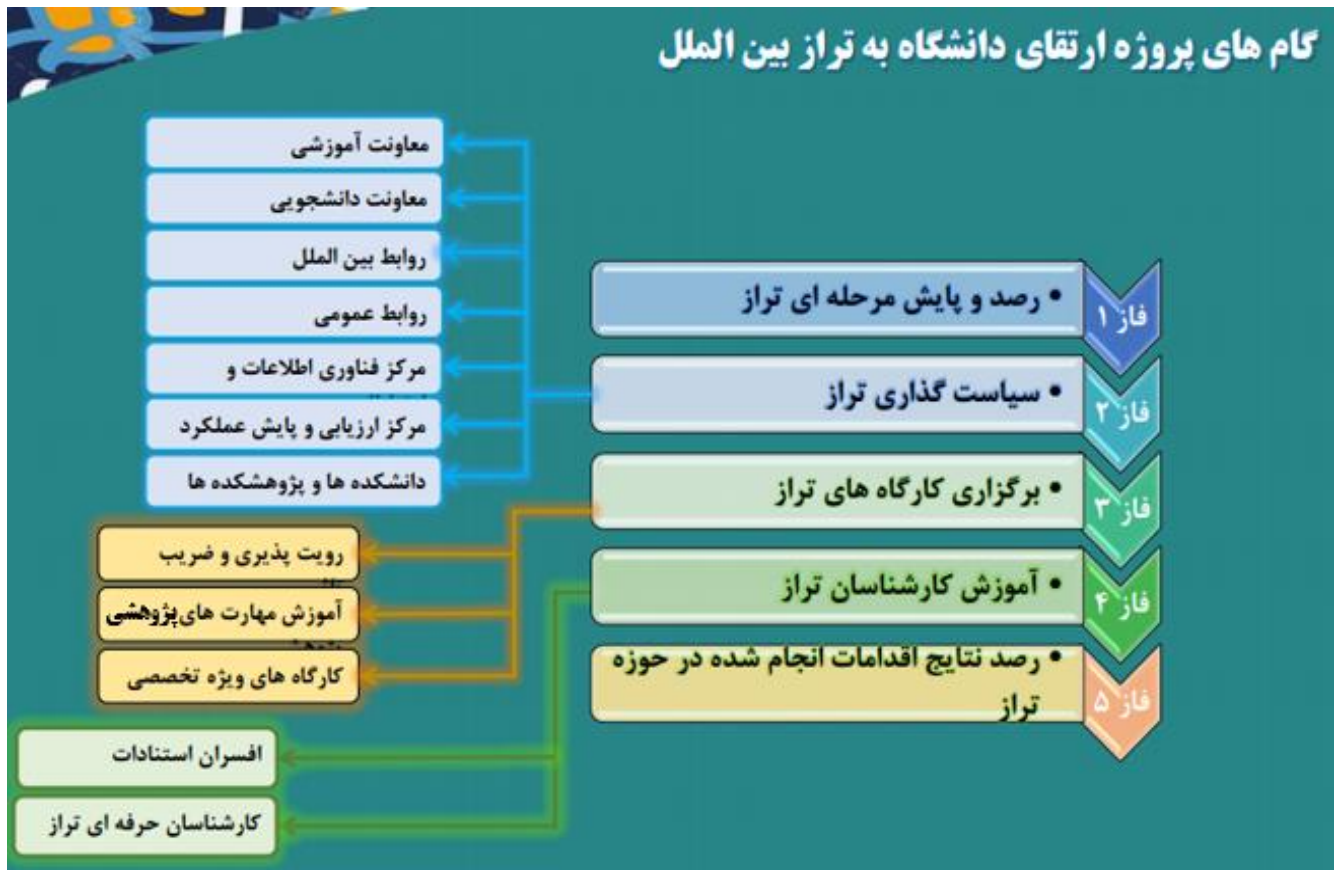 گام های پروژه ارتقای دانشگاه به تراز بین الملل
فاز ۱
• رصد و پایش مرحله ای تراز
فاز ۲
• سیاست گذاری تراز
معاونت آموزشی
معاونت دانشجویی
روابط بین الملل
روابط عمومی
مرکز فناوری اطلاعات و
مرکز ارزیابی و پایش عملکرد
دانشکده ها و پژوهشکده ها
فاز ۳
• برگزاری کارگاه های تراز
رویت پذیری و ضریب
آموزش مهارت های پژوهشی
کارگاه های ویژه تخصصی
فاز ۴
• آموزش کارشناسان تراز
افسران استنادات
کارشناسان حرفه ای تراز
فاز ۵
• رصد نتایج اقدامات انجام شده در حوزه
تراز